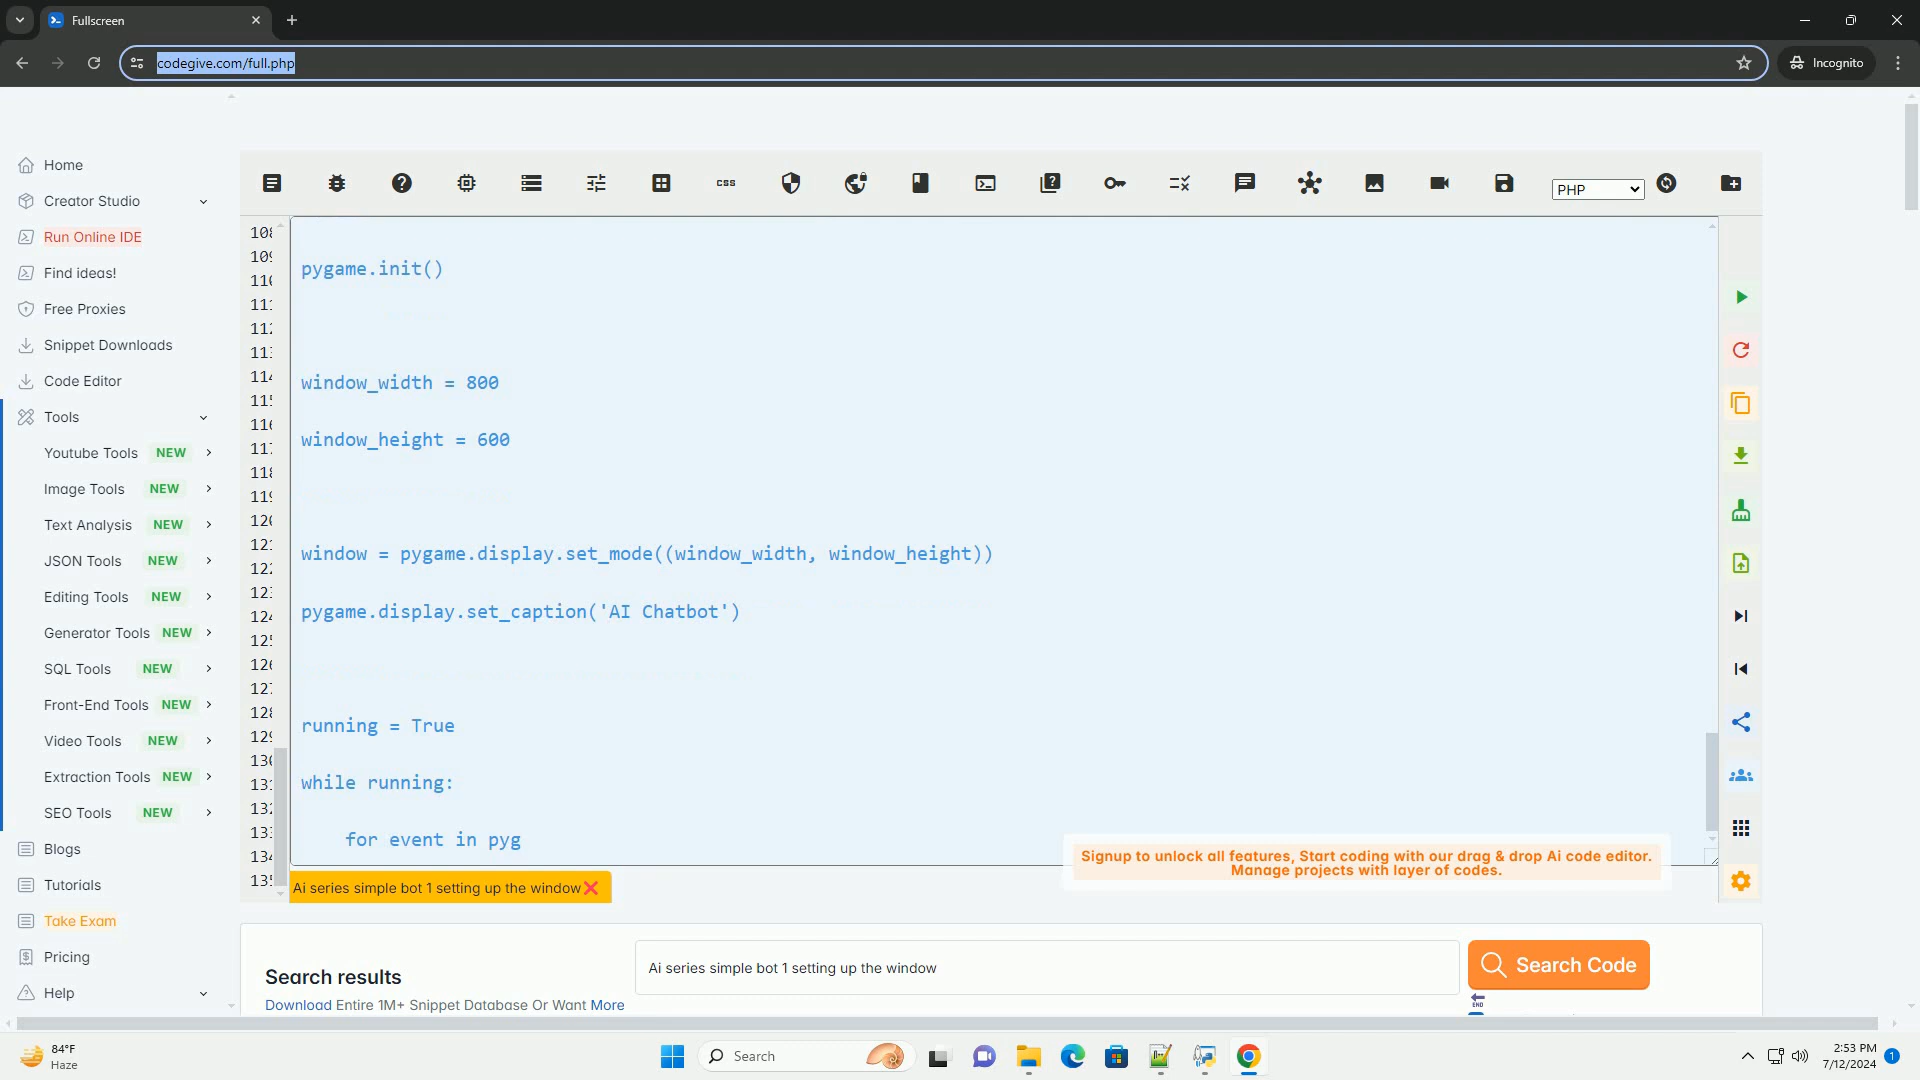 Fullscreen
codegive.com/full.php
Incognito
Home
Creator Studio
Run Online IDE
Find ideas!
Free Proxies
Snippet Downloads
Code Editor
Tools
Youtube Tools NEW
Image Tools NEW
Text Analysis NEW
JSON Tools NEW
Editing Tools NEW
Generator Tools NEW
SQL Tools NEW
Front-End Tools NEW
Video Tools NEW
Extraction Tools NEW
SEO Tools NEW
Blogs
Tutorials
Take Exam
Pricing
Help
css
PHP
pygame.init()
window_width = 800
window_height = 600
window = pygame.display.set_mode((window_width, window_height))
pygame.display.set_caption('AI Chatbot')
running = True
while running:
for event in pyg
Signup to unlock all features, Start coding with our drag & drop Ai code editor.
Manage projects with layer of codes.
Ai series simple bot 1 setting up the window
Search results
Download Entire 1M+ Snippet Database Or Want More
Ai series simple bot 1 setting up the window
Search Code
END
84°F
Haze
Search
2:53 PM
7/12/2024
1